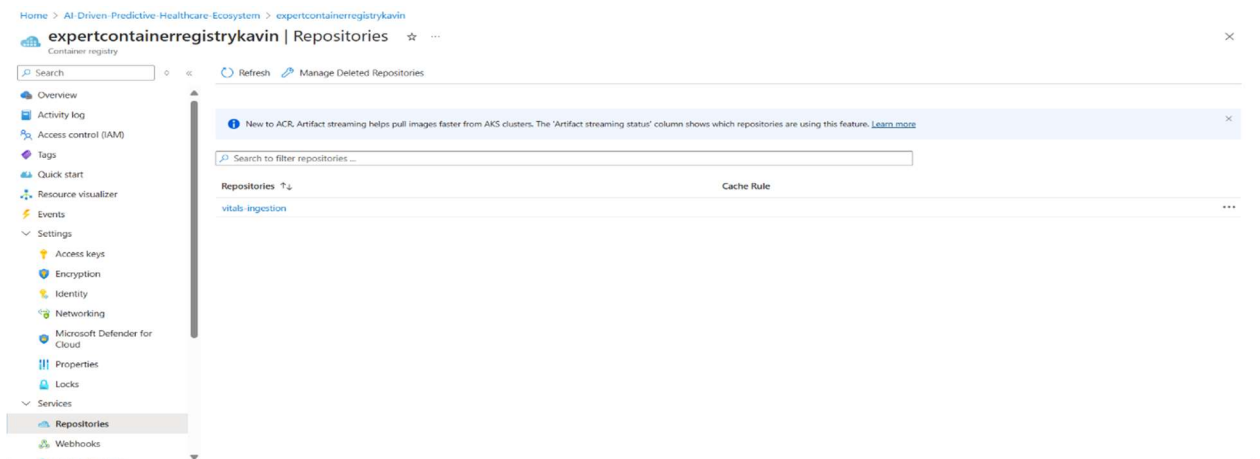 Home > AI-Driven-Predictive-Healthcare-Ecosystem > expertcontainerregistrykavin
expertcontainerregistrykavin | Repositories
Container registry
Search
Refresh Manage Deleted Repositories
Overview
Activity log
Access control (IAM)
Tags
Quick start
Resource visualizer
Events
Settings
Access keys
Encryption
Identity
Networking
Microsoft Defender for
Cloud
Properties
Locks
Services
Repositories
Webhooks
New to ACR, Artifact streaming helps pull images faster from AKS clusters. The 'Artifact streaming status' column shows which repositories are using this feature. Learn more
Search to filter repositories ...
Repositories Cache Rule
vitals-ingestion